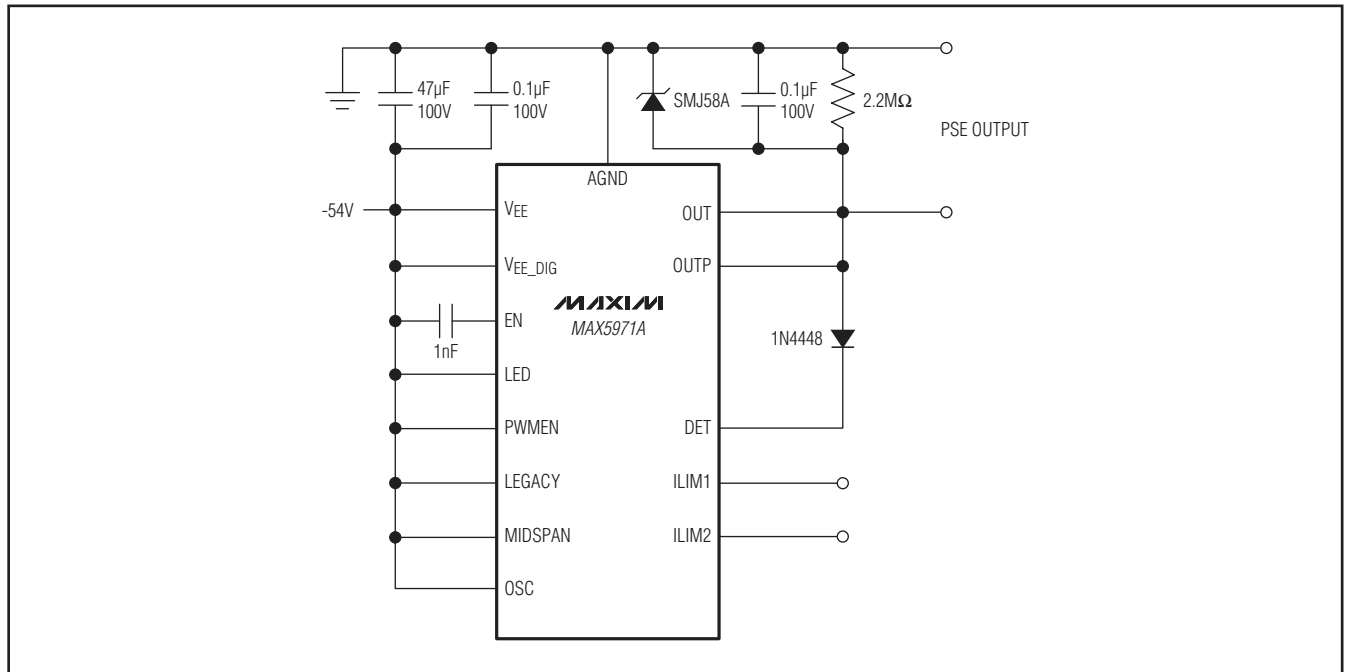 47µF
100V
0.1µF
100V
SMJ58A
0.1µF
100V
2.2MΩ
PSE OUTPUT
AGND
-54V
VEE
OUT
VEE_DIG
OUTP
MAXIM
MAX5971A
EN
1nF
1N4448
LED
PWMEN
DET
LEGACY
ILIM1
MIDSPAN
ILIM2
OSC